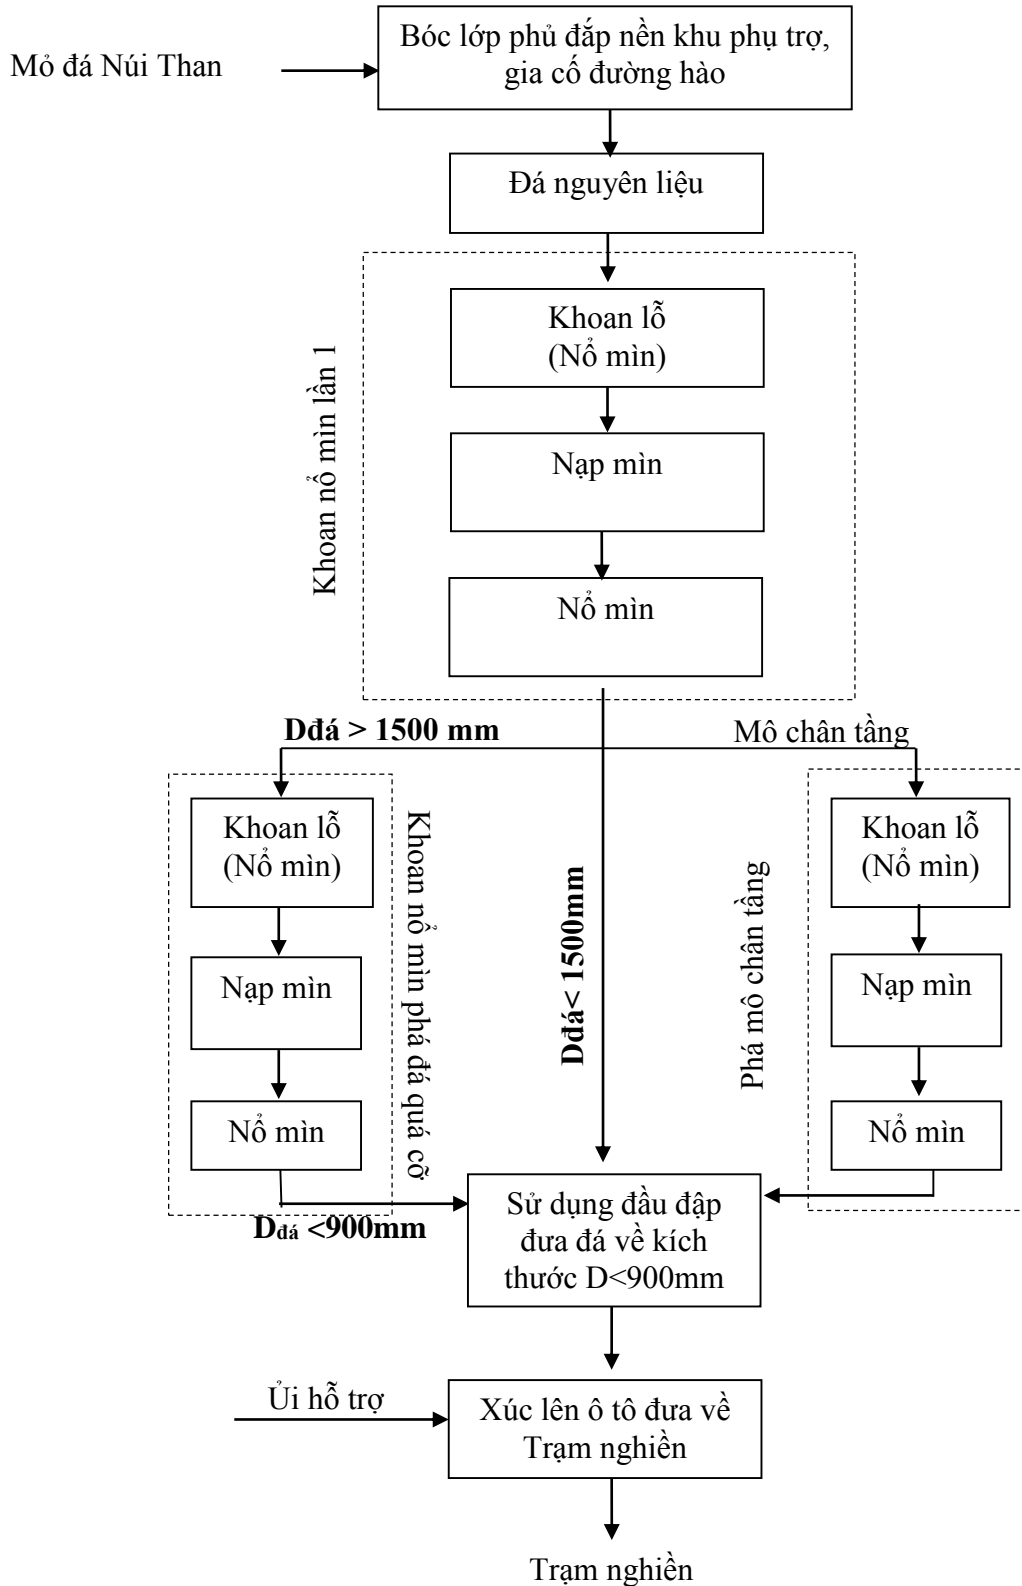 Mỏ đá Núi Than
Bóc lớp phủ đắp nền khu phụ trợ,
gia cố đường hào
Đá nguyên liệu
Khoan nổ mìn lần 1
Khoan lỗ
(Nổ mìn)
Nạp mìn
Nổ mìn
Dđá > 1500 mm
Mô chân tầng
Khoan lỗ
(Nổ mìn)
Nạp mìn
Nổ mìn
Khoan nổ mìn phá đá quá cỡ
Dđá< 1500mm
Phá mô chân tầng
Khoan lỗ
(Nổ mìn)
Nạp mìn
Nổ mìn
Dđá <900mm
Sử dụng đầu đập
đưa đá về kích
thước D<900mm
Ủi hỗ trợ
Xúc lên ô tô đưa về
Trạm nghiền
Trạm nghiền